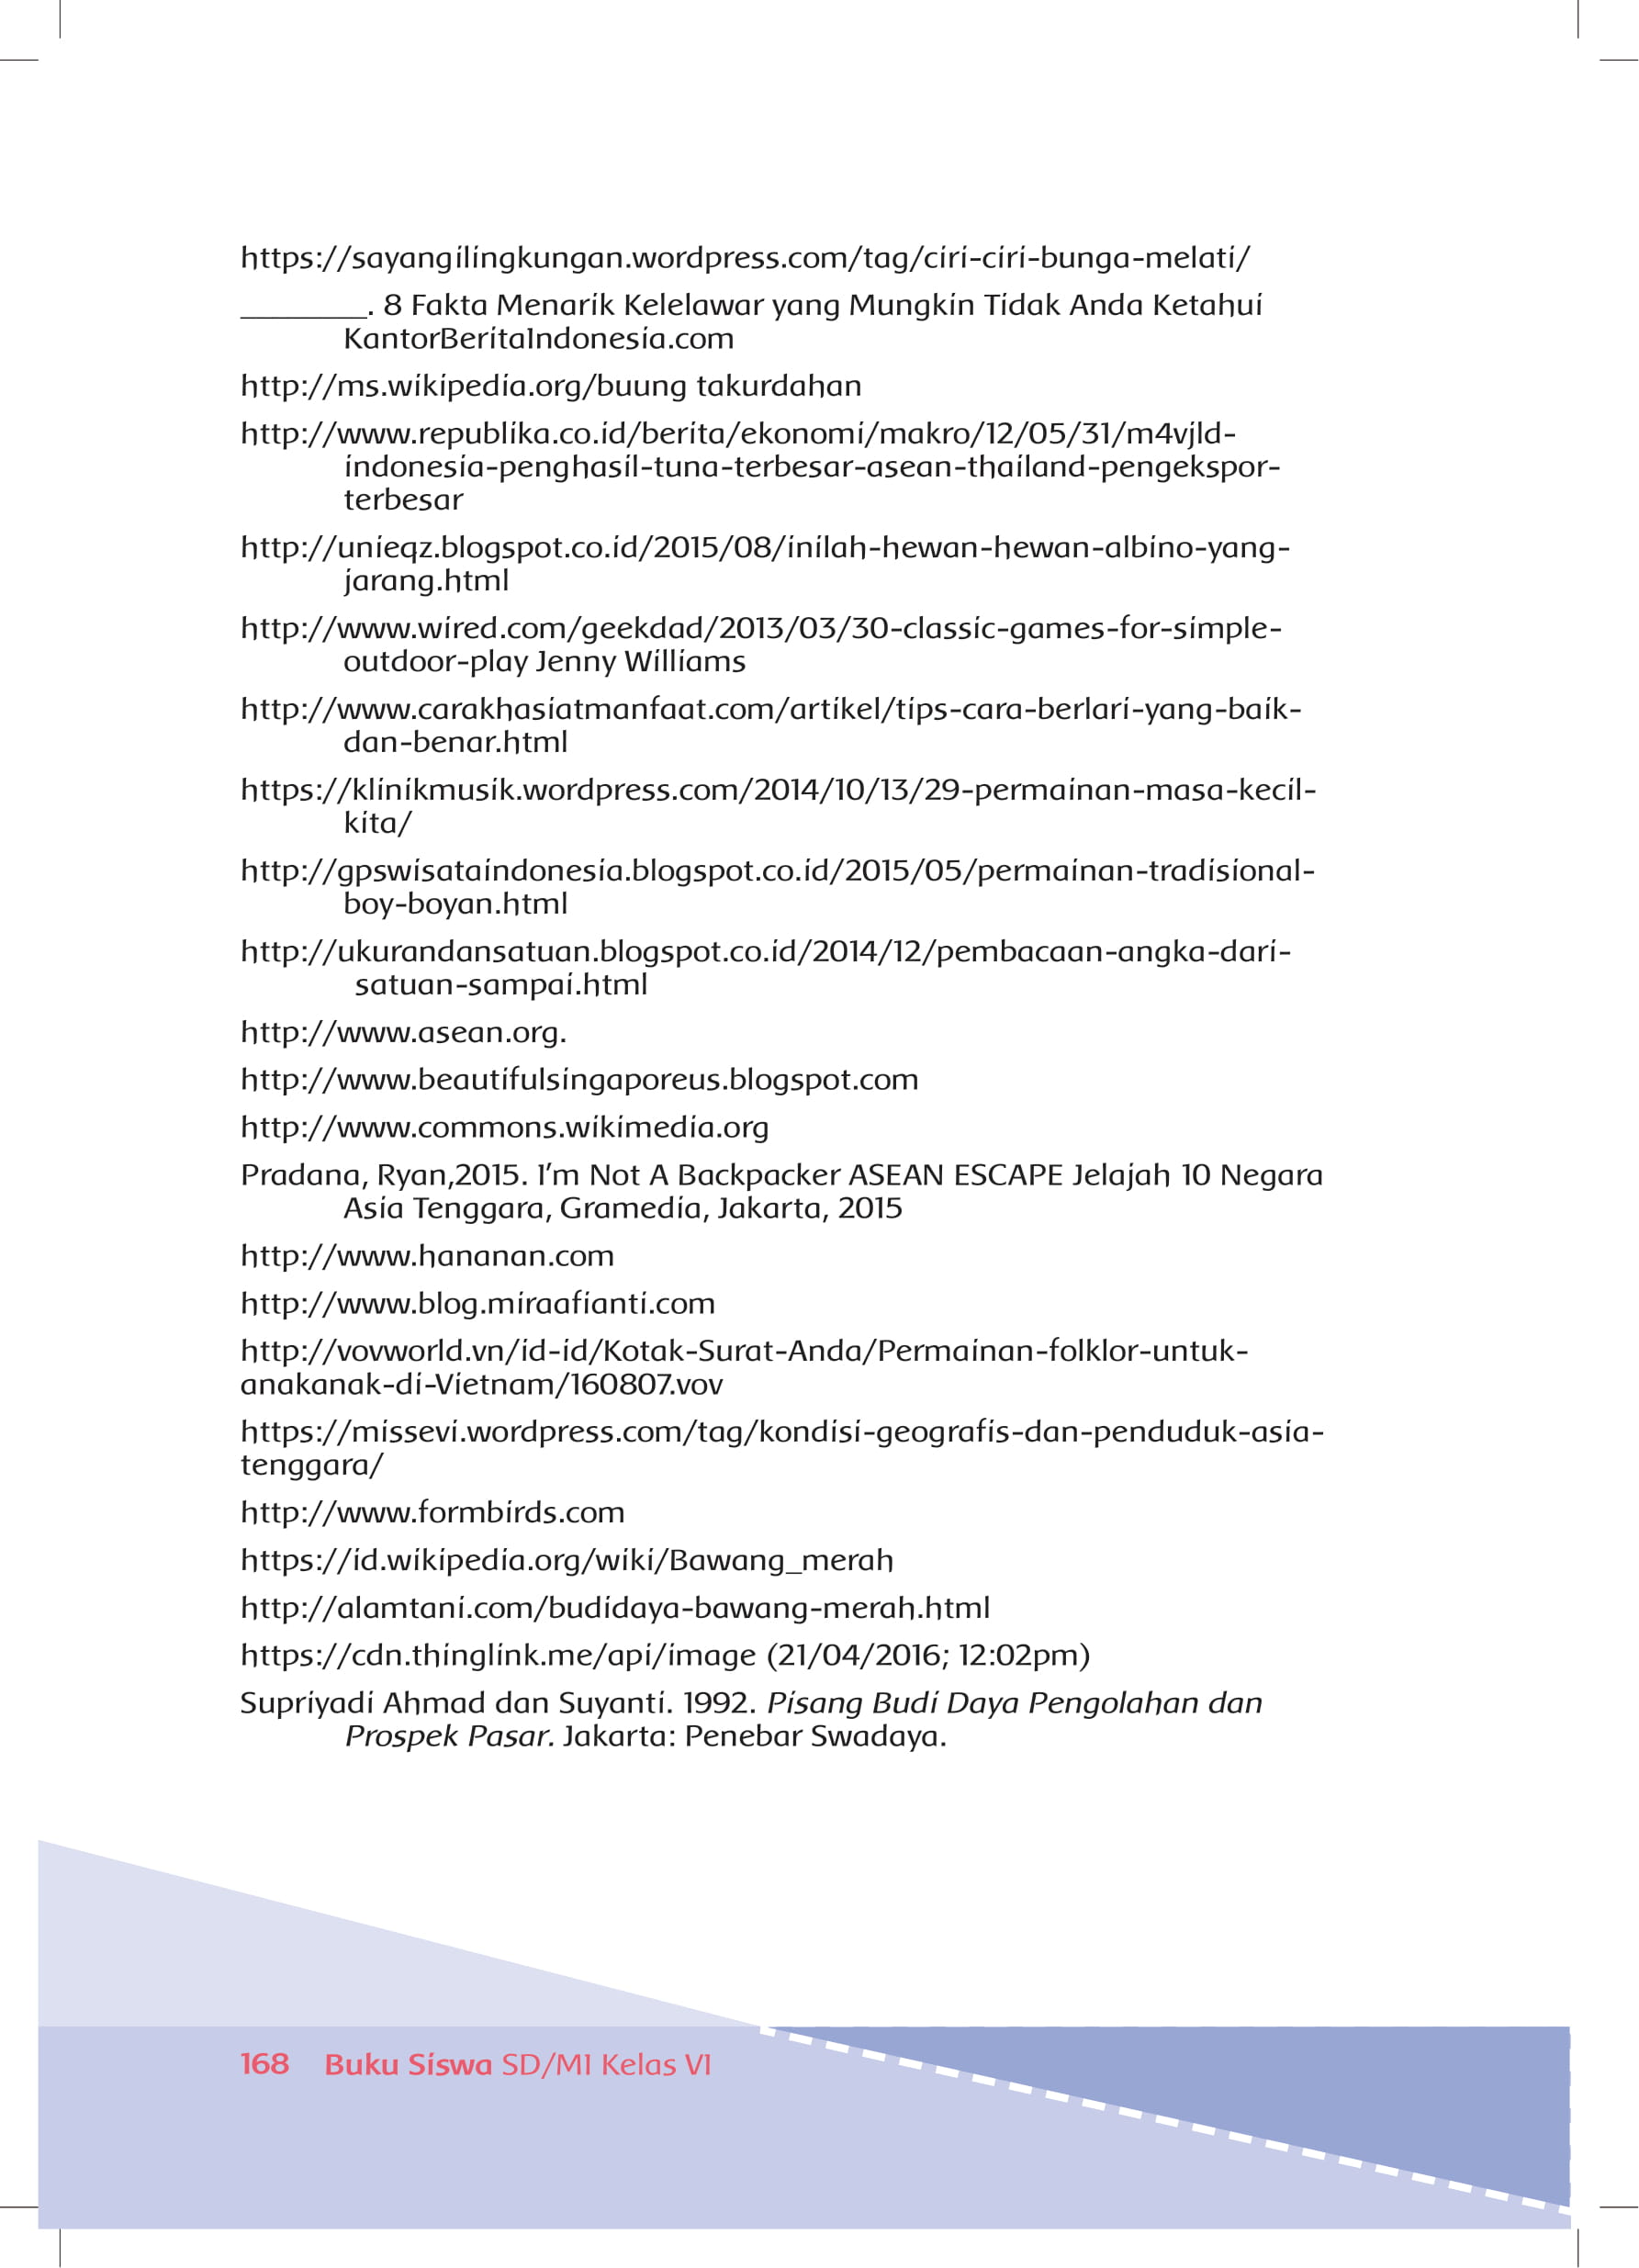 https://sayangilingkungan.wordpress.com/tag/ciri-ciri-bunga-melati/
________. 8 Fakta Menarik Kelelawar yang Mungkin Tidak Anda Ketahui
KantorBeritaIndonesia.com
http://ms.wikipedia.org/buung takurdahan
http://www.republika.co.id/berita/ekonomi/makro/12/05/31/m4vjld-
indonesia-penghasil-tuna-terbesar-asean-thailand-pengekspor-
terbesar
http://unieqz.blogspot.co.id/2015/08/inilah-hewan-hewan-albino-yang-
jarang.html
http://www.wired.com/geekdad/2013/03/30-classic-games-for-simple-
outdoor-play Jenny Williams
http://www.carakhasiatmanfaat.com/artikel/tips-cara-berlari-yang-baik-
dan-benar.html
https://klinikmusik.wordpress.com/2014/10/13/29-permainan-masa-kecil-
kita/
http://gpswisataindonesia.blogspot.co.id/2015/05/permainan-tradisional-
boy-boyan.html
http://ukurandansatuan.blogspot.co.id/2014/12/pembacaan-angka-dari-
satuan-sampai.html
http://www.asean.org.
http://www.beautifulsingaporeus.blogspot.com
http://www.commons.wikimedia.org
Pradana, Ryan,2015. I’m Not A Backpacker ASEAN ESCAPE Jelajah 10 Negara
Asia Tenggara, Gramedia, Jakarta, 2015
http://www.hananan.com
http://www.blog.miraafianti.com
http://vovworld.vn/id-id/Kotak-Surat-Anda/Permainan-folklor-untuk-
anakanak-di-Vietnam/160807.vov
https://missevi.wordpress.com/tag/kondisi-geografis-dan-penduduk-asia-
tenggara/
http://www.formbirds.com
https://id.wikipedia.org/wiki/Bawang_merah
http://alamtani.com/budidaya-bawang-merah.html
https://cdn.thinglink.me/api/image (21/04/2016; 12:02pm)
Supriyadi Ahmad dan Suyanti. 1992. Pisang Budi Daya Pengolahan dan
Prospek Pasar. Jakarta: Penebar Swadaya.
168 Buku Siswa SD/MI Kelas VI